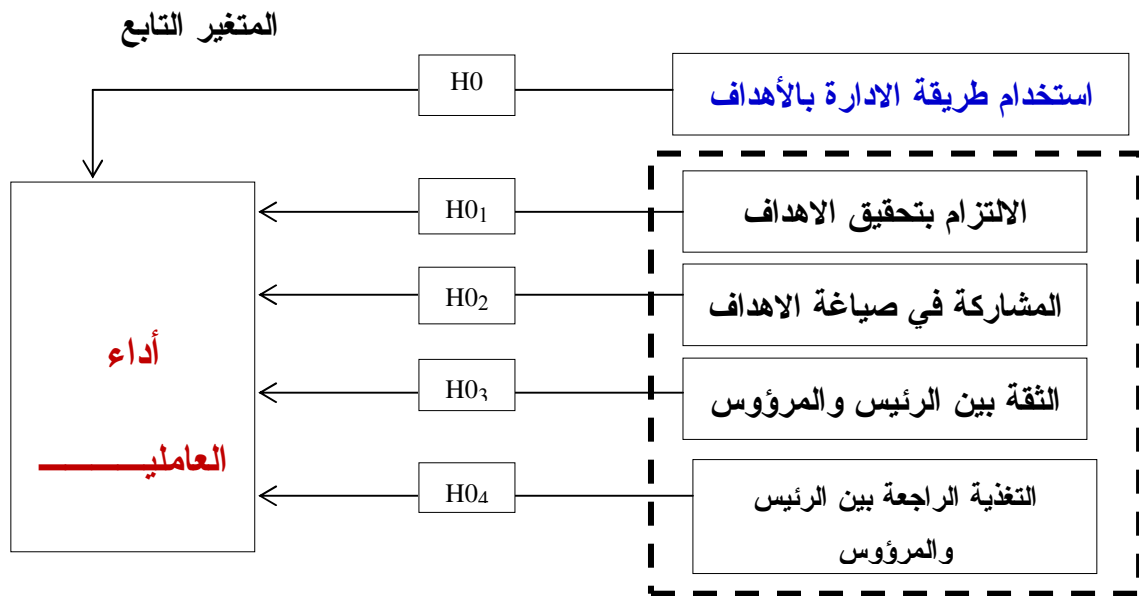 المتغير التابع
استخدام طريقة الادارة بالأهداف
H0
الالتزام بتحقيق الاهداف
H0₁
المشاركة في صياغة الاهداف
H0₂
الثقة بين الرئيس والمرؤوس
H0₃
التغذية الراجعة بين الرئيس
والمرؤوس
H0₄
أداء
العامليـــــــــ